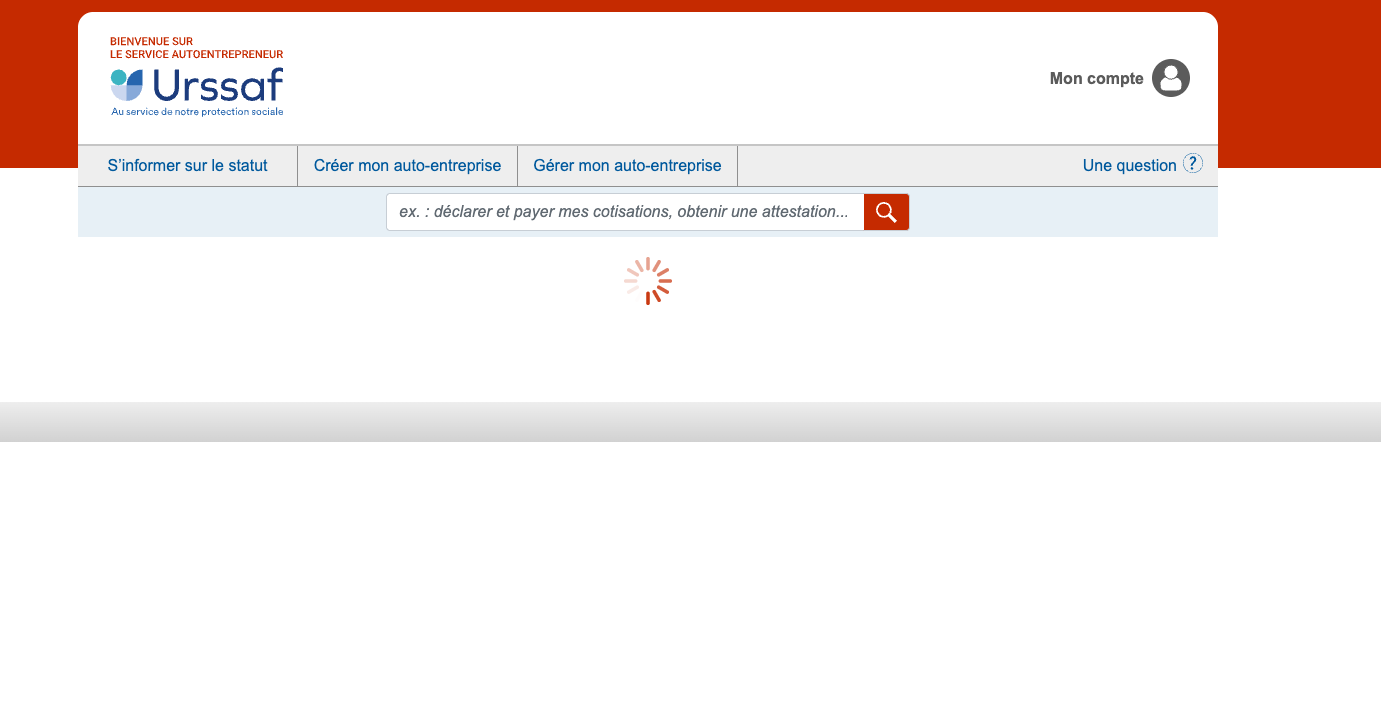 BIENVENUE SUR
LE SERVICE AUTOENTREPRENEUR
Urssaf
Au service de notre protection sociale
Mon compte
S’informer sur le statut
Créer mon auto-entreprise
Gérer mon auto-entreprise
Une question ?
ex. : déclarer et payer mes cotisations, obtenir une attestation...